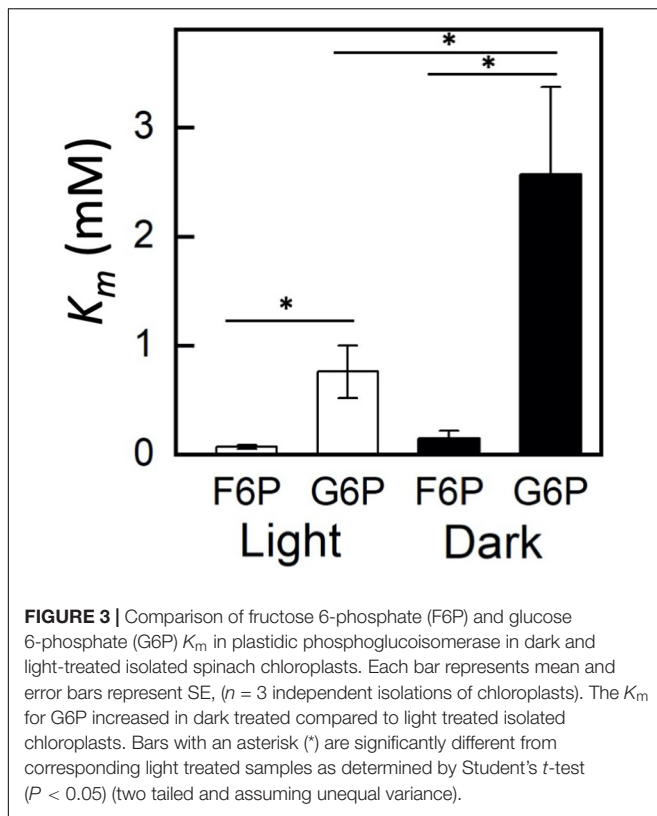 *
*
3
2
1
0
*
K_m (mM)
F6P G6P F6P G6P
Light Dark
FIGURE 3 | Comparison of fructose 6-phosphate (F6P) and glucose
6-phosphate (G6P) K_m in plastidic phosphoglucoisomerase in dark and
light-treated isolated spinach chloroplasts. Each bar represents mean and
error bars represent SE, (n = 3 independent isolations of chloroplasts). The K_m
for G6P increased in dark treated compared to light treated isolated
chloroplasts. Bars with an asterisk (*) are significantly different from
corresponding light treated samples as determined by Student's t-test
(P < 0.05) (two tailed and assuming unequal variance).